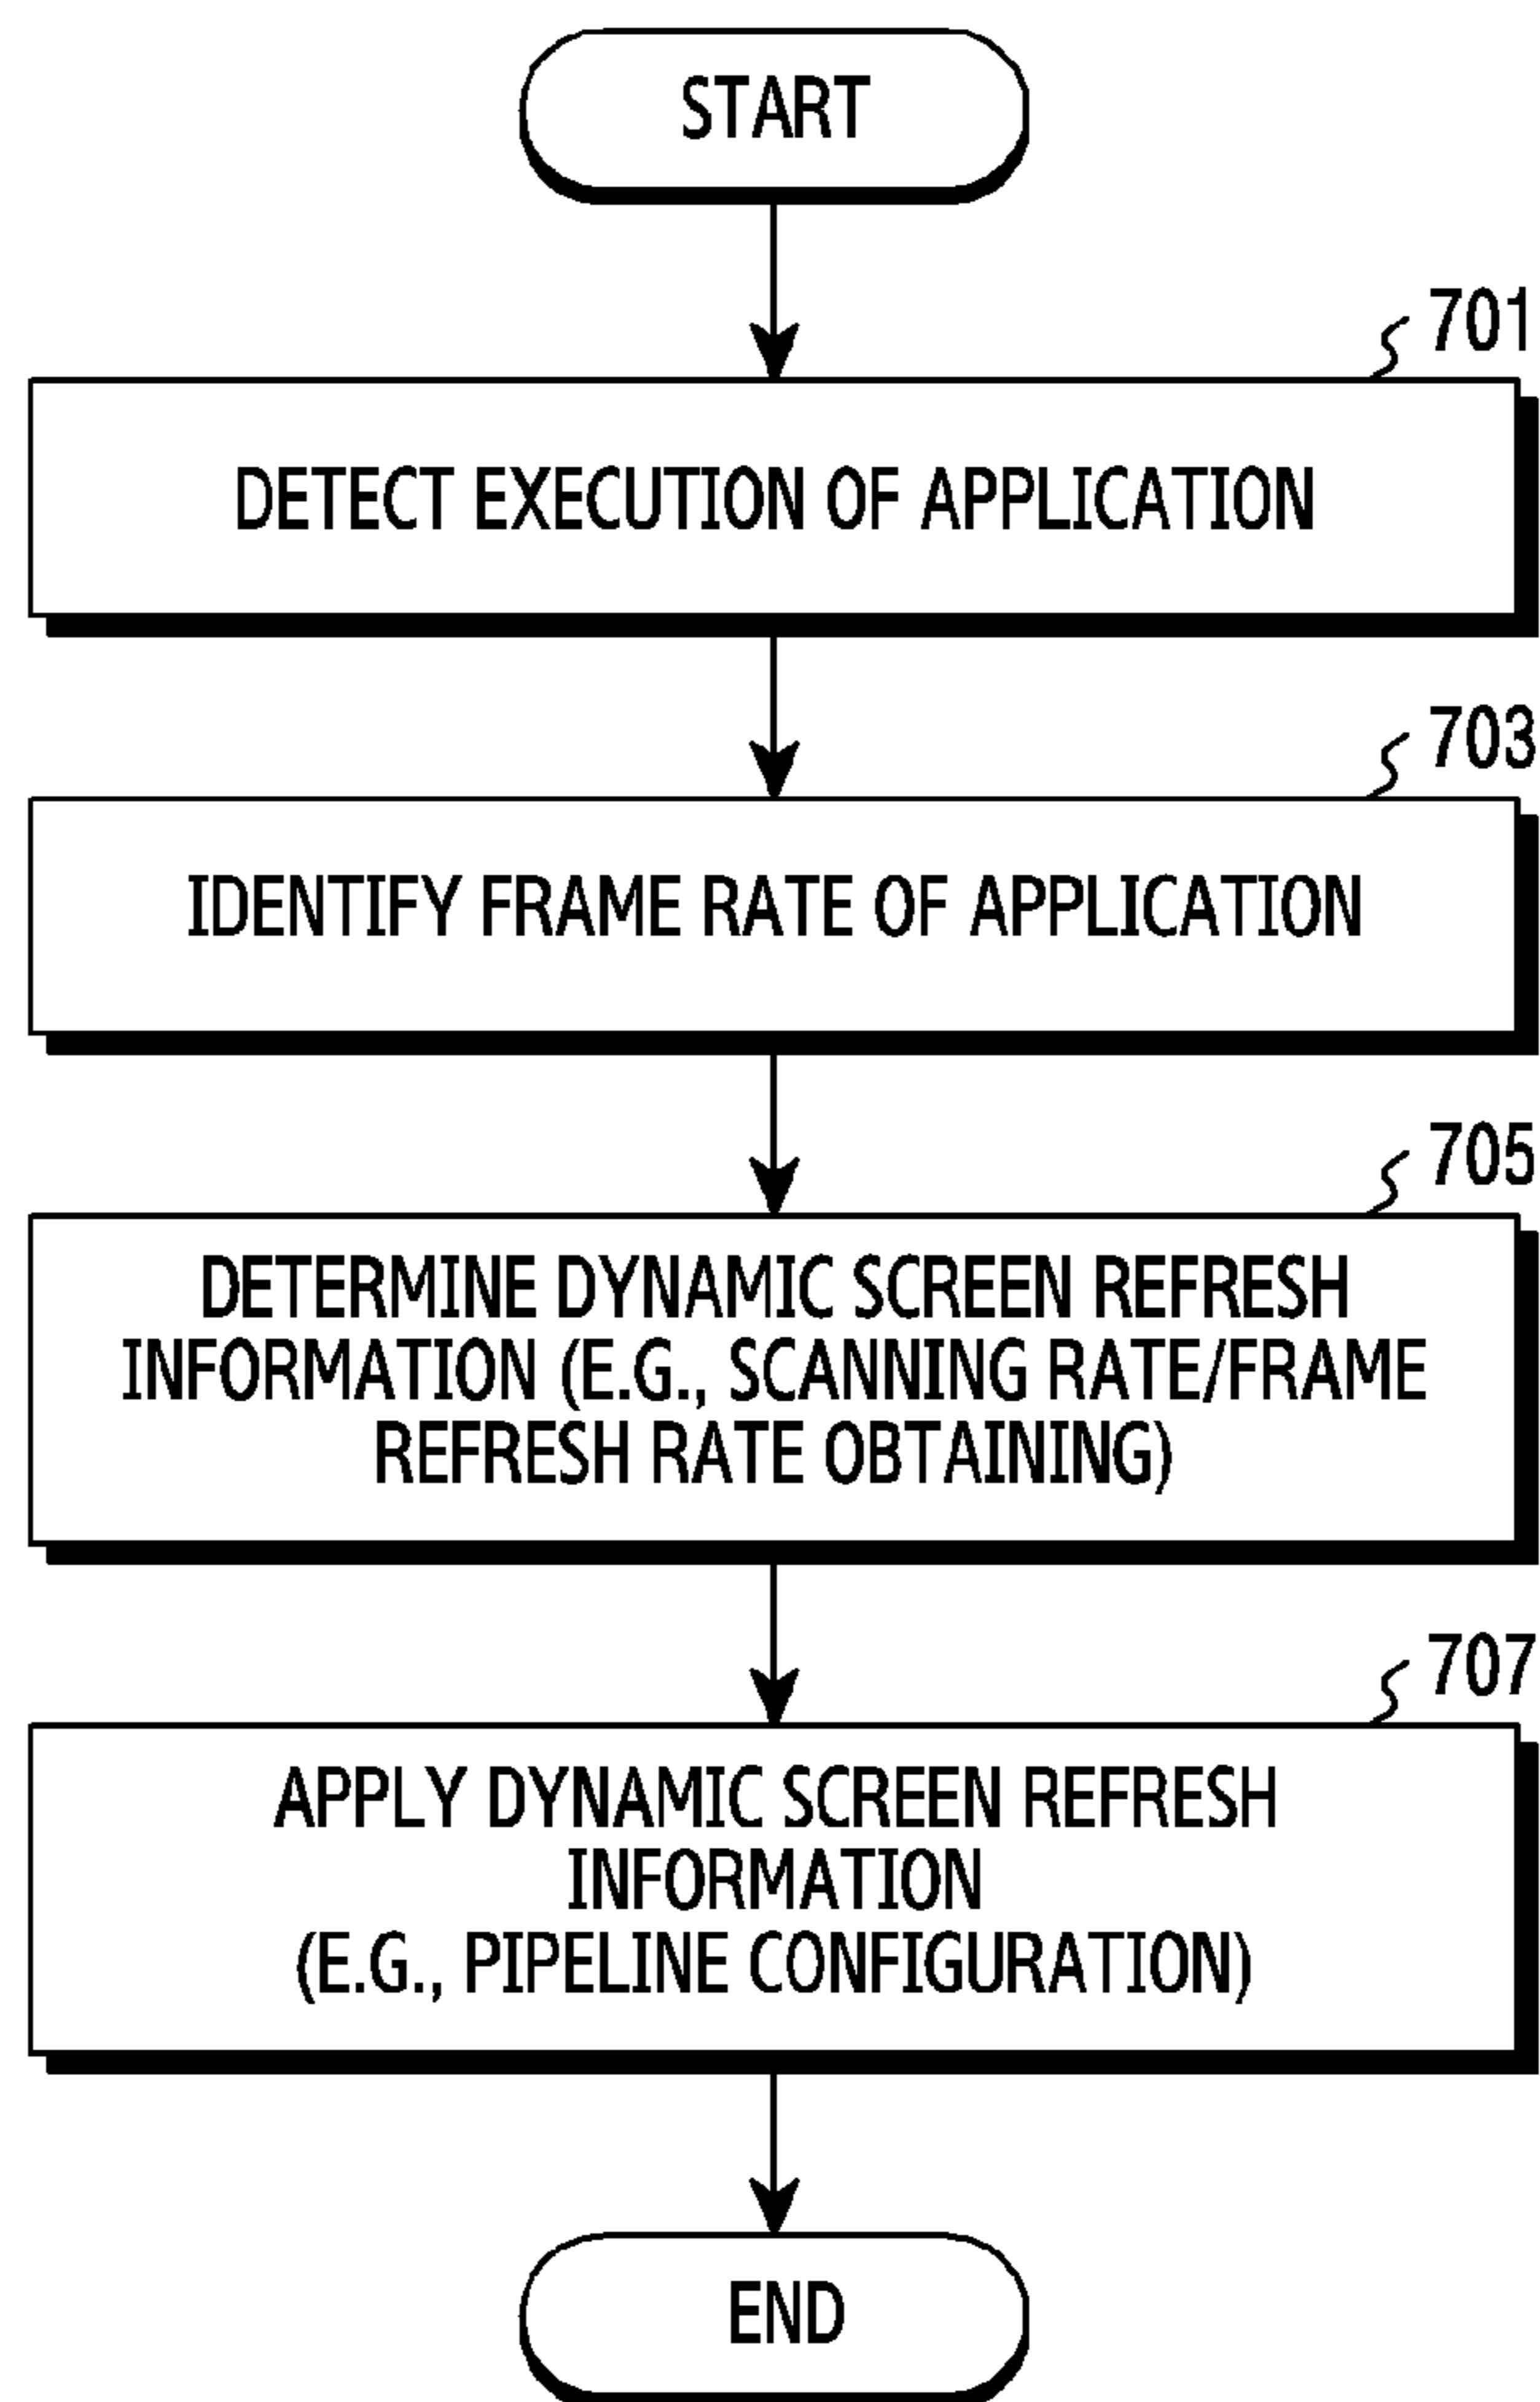 START
701
DETECT EXECUTION OF APPLICATION
703
IDENTIFY FRAME RATE OF APPLICATION
705
DETERMINE DYNAMIC SCREEN REFRESH
INFORMATION (E.G., SCANNING RATE/FRAME
REFRESH RATE OBTAINING)
707
APPLY DYNAMIC SCREEN REFRESH
INFORMATION
(E.G., PIPELINE CONFIGURATION)
END